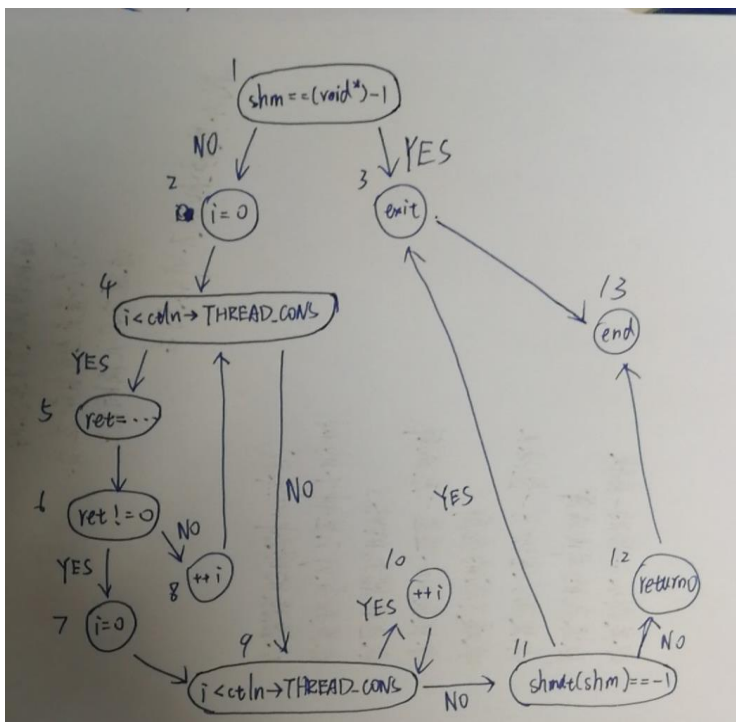 1
shm==(void*)-1
NO
YES
2
3
i=0
exit
4
13
i<ctln→THREAD_CONS
end
YES
5
ret=...
NO
YES
6
ret!=0
NO
10
12
8
++i
++i
return0
YES
YES
7
i=0
9
11
NO
i<ctln→THREAD_CONS
NO
shmdt(shm)==-1